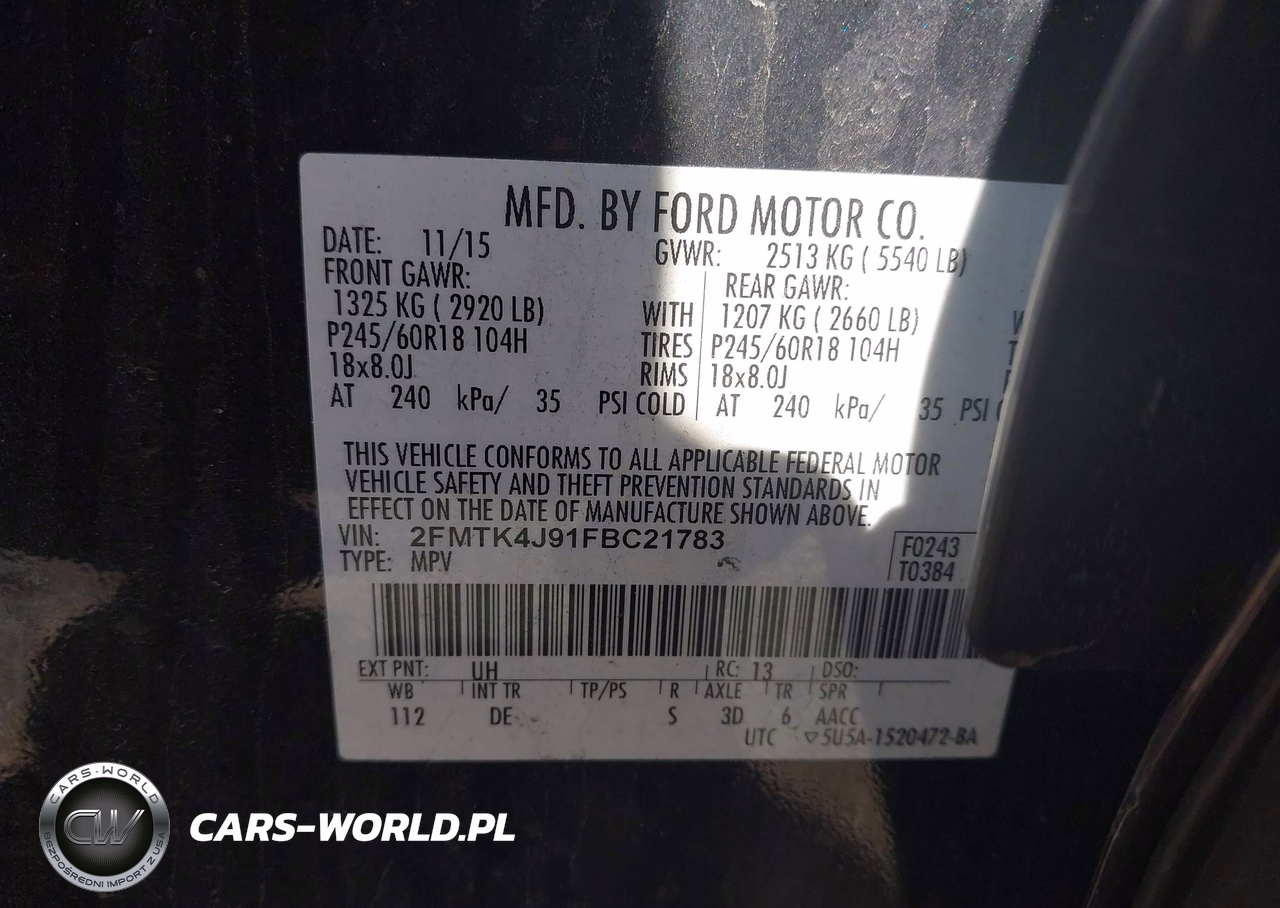 MFD. BY FORD MOTOR CO.
DATE: 11/15 GVWR: 2513 KG ( 5540 LB)
FRONT GAWR: REAR GAWR:
1325 KG ( 2920 LB) WITH 1207 KG ( 2660 LB)
P245/60R18 104H TIRES P245/60R18 104H
18x8.0J RIMS 18x8.0J
AT 240 kPa/ 35 PSI COLD AT 240 kPa/ 35 PSI
THIS VEHICLE CONFORMS TO ALL APPLICABLE FEDERAL MOTOR
VEHICLE SAFETY AND THEFT PREVENTION STANDARDS IN
EFFECT ON THE DATE OF MANUFACTURE SHOWN ABOVE.
VIN: 2FMTK4J91FBC21783
TYPE: MPV
F0243
T0384
EXT PNT: UH RC: 13 DSO:
WB INT TR TP/PS R AXLE TR SPR
112 DE S 3D 6 AACC
UTC ▽5U5A-1520472-BA
CARS-WORLD
CW
BEZPOŚREDNI IMPORT Z USA
CARS-WORLD.PL